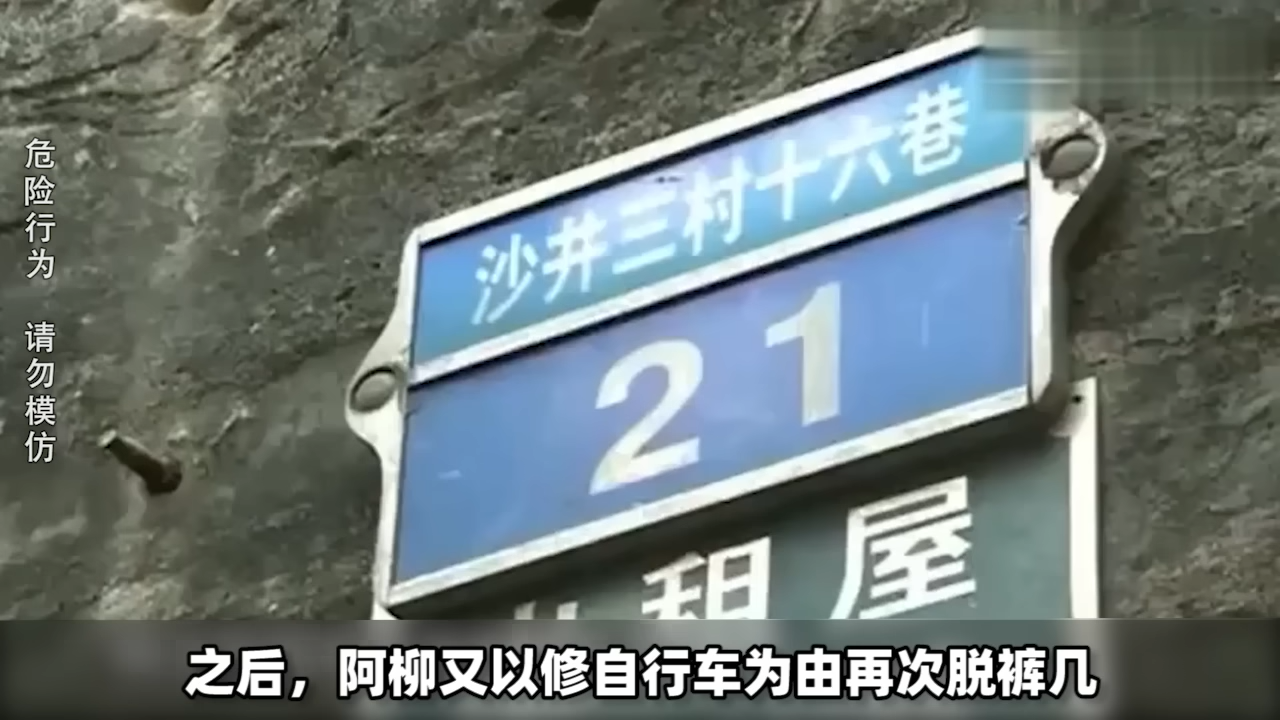 危险行为 请勿模仿
沙井三村十六巷
21
租屋
之后，阿柳又以修自行车为由再次脱裤几